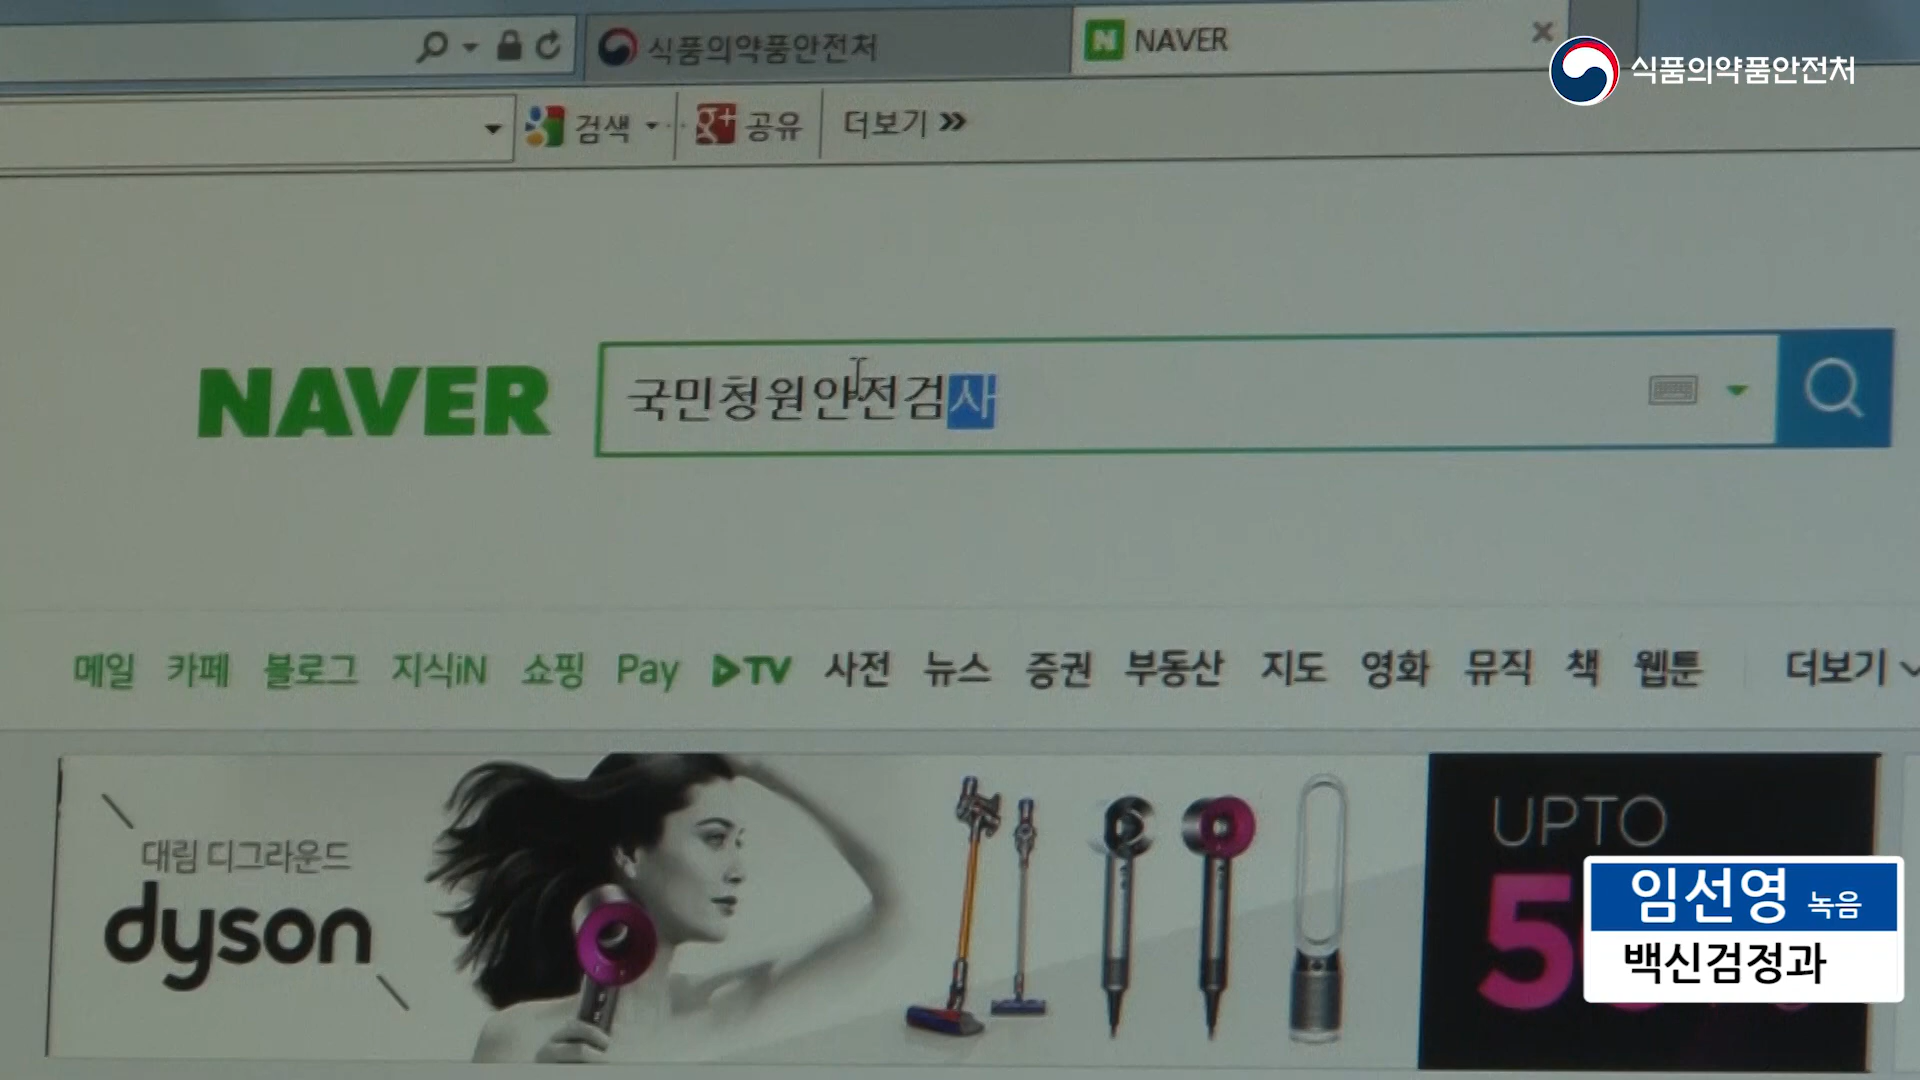 식품의약품안전처
NAVER
식품의약품안전처
검색
g+ 공유
더보기 »
NAVER
국민청원안전검사
메일 카페 블로그 지식iN 쇼핑 Pay TV 사전 뉴스 증권 부동산 지도 영화 뮤직 책 웹툰 더보기
대림 디그라운드
dyson
UPTO
5
임선영 녹음
백신검정과